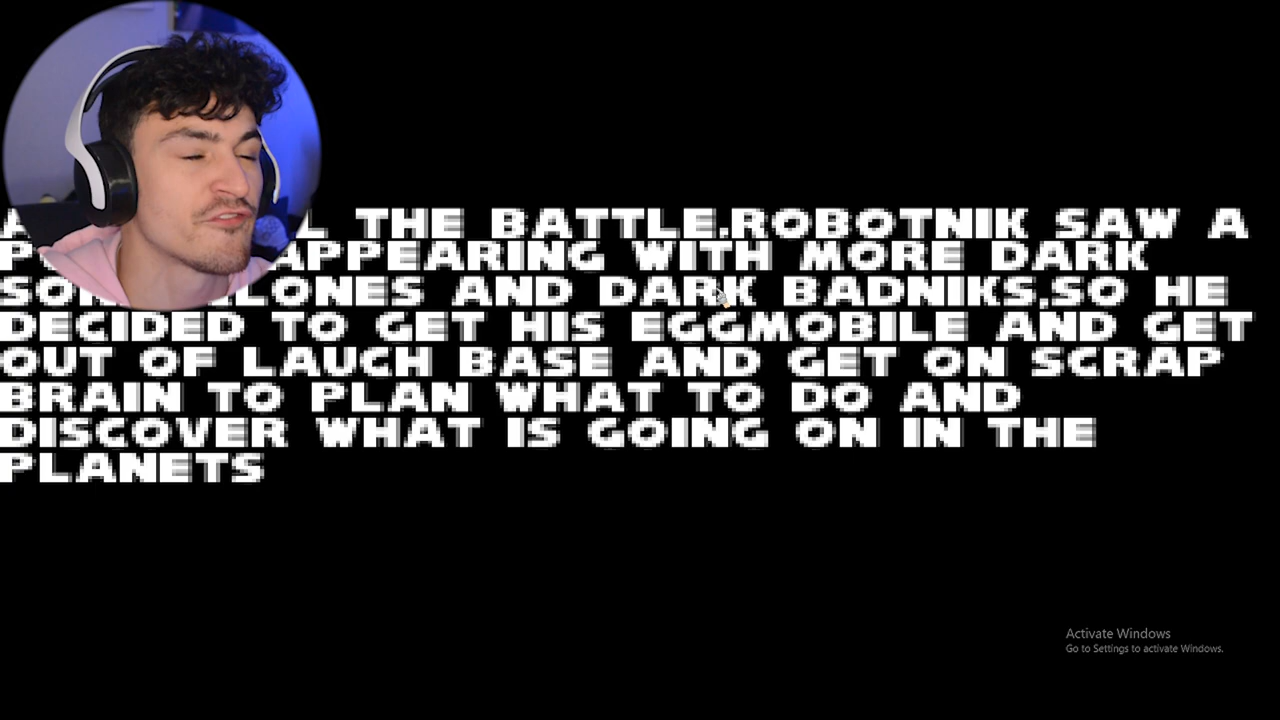 THE BATTLE.ROBOTNIK SAW A
APPEARING WITH MORE DARK
AND DARK BADNIKS.SO HE
DECIDED TO GET HIS EGGMOBILE AND GET
OUT OF LAUCH BASE AND GET ON SCRAP
BRAIN TO PLAN WHAT TO DO AND
DISCOVER WHAT IS GOING ON IN THE
PLANETS
Activate Windows
Go to Settings to activate Windows.